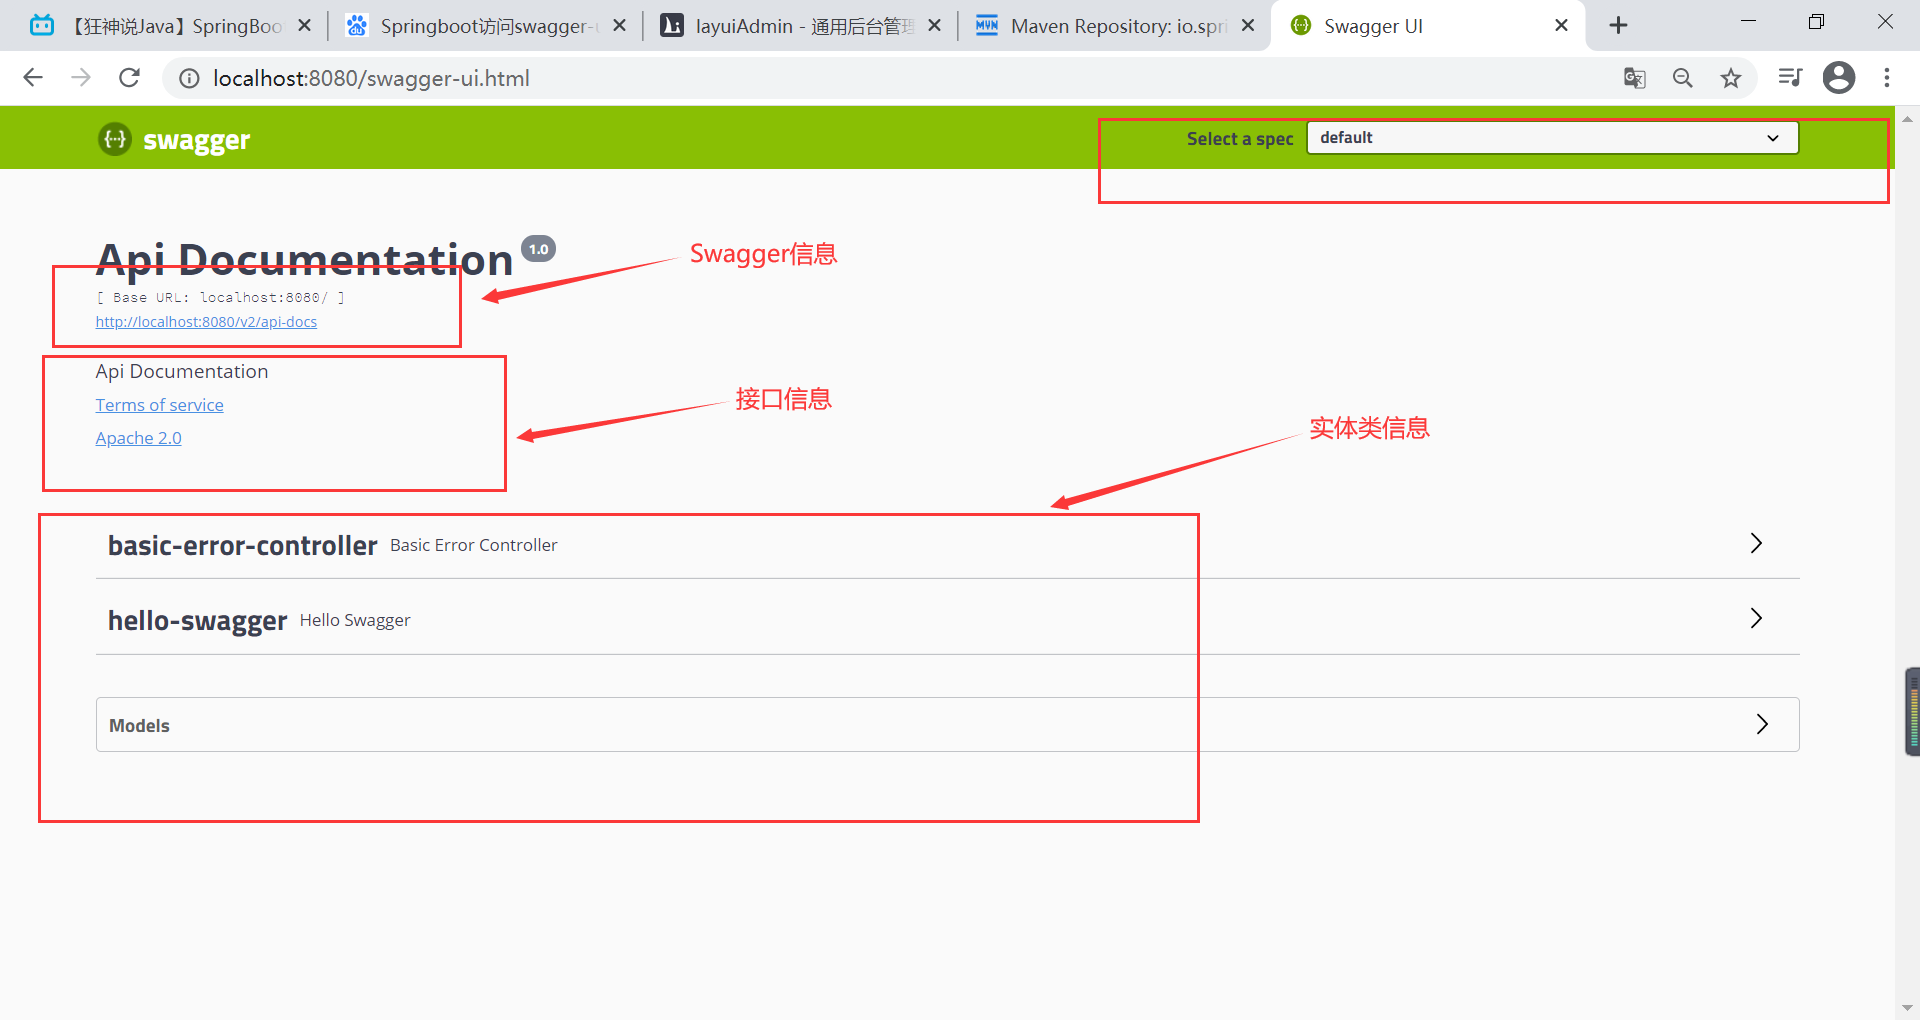 【狂神说Java】SpringBoo
Springboot访问swagger-u
layuiAdmin - 通用后台管理
Maven Repository: io.spri
Swagger UI
localhost:8080/swagger-ui.html
swagger
Select a spec
default
Api Documentation 1.0
Swagger信息
[ Base URL: localhost:8080/ ]
http://localhost:8080/v2/api-docs
Api Documentation
接口信息
Terms of service
实体类信息
Apache 2.0
basic-error-controller Basic Error Controller
hello-swagger Hello Swagger
Models